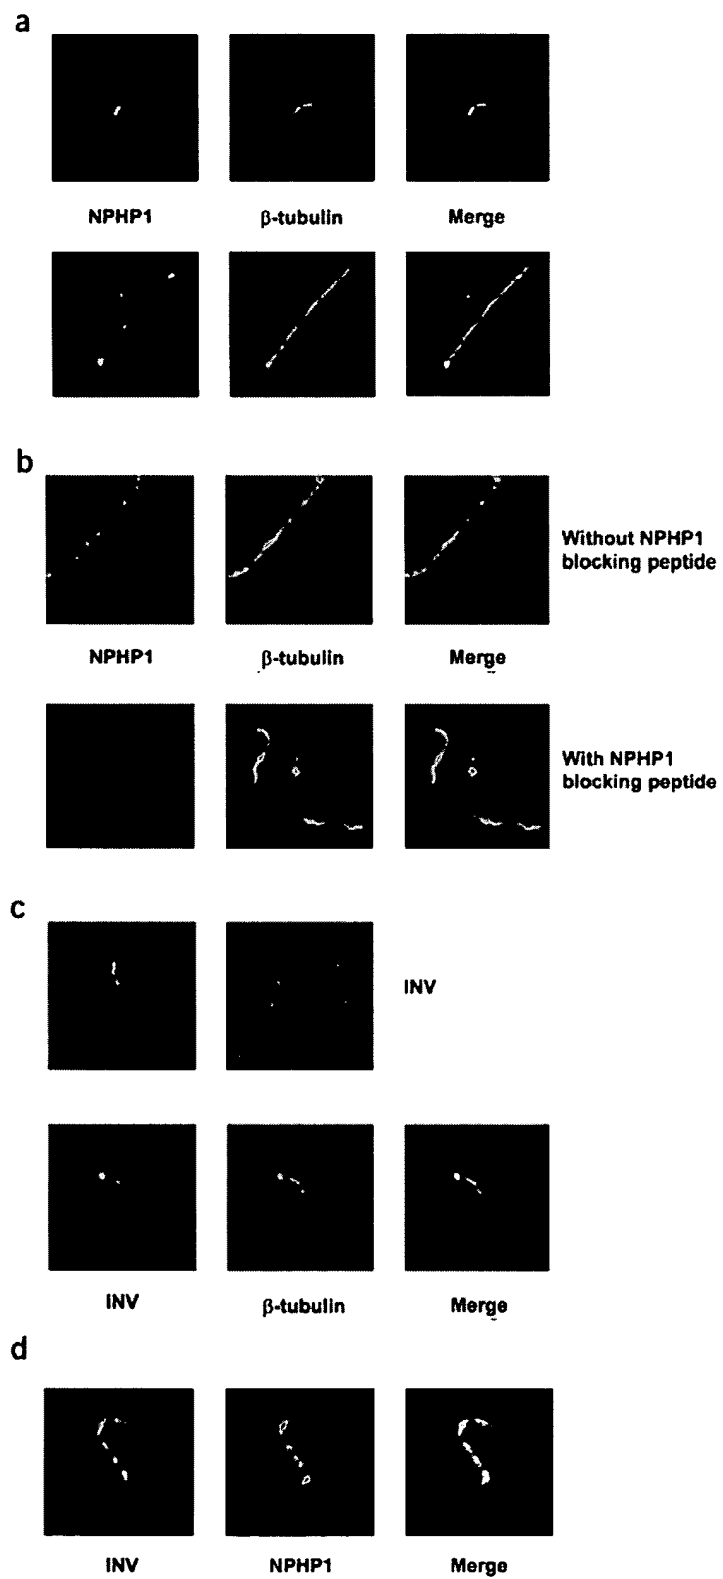 a
NPHP1 β-tubulin Merge
b
Without NPHP1
blocking peptide
NPHP1 β-tubulin Merge
With NPHP1
blocking peptide
c
INV
INV β-tubulin Merge
d
INV NPHP1 Merge